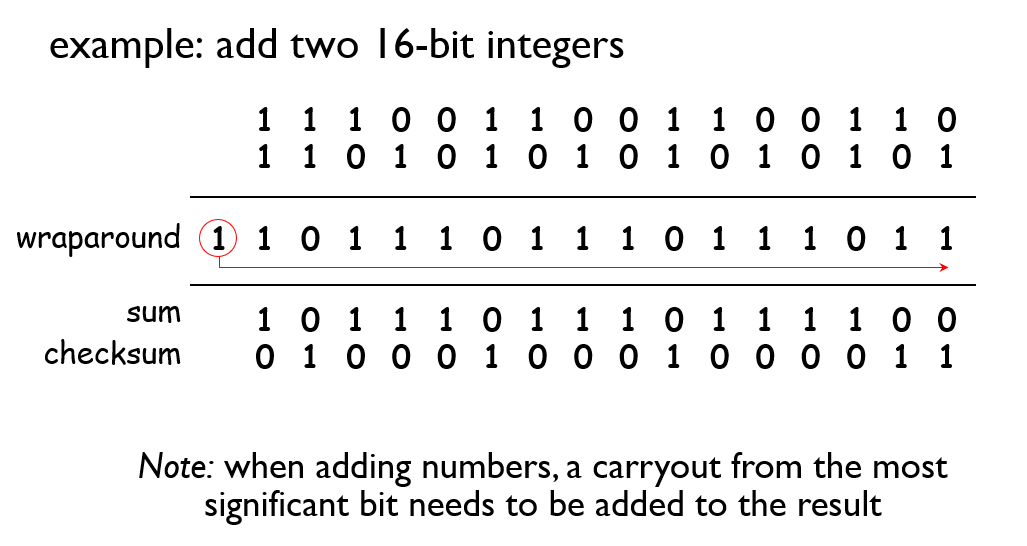 example: add two 16-bit integers
1 1 1 0 0 1 1 0 0 1 1 0 0 1 1 0
1 1 0 1 0 1 0 1 0 1 0 1 0 1 0 1
wraparound 1 1 0 1 1 1 0 1 1 1 0 1 1 1 0 1 1
sum 1 0 1 1 1 0 1 1 1 0 1 1 1 1 0 0
checksum 0 1 0 0 0 1 0 0 0 1 0 0 0 0 1 1
Note: when adding numbers, a carryout from the most
significant bit needs to be added to the result